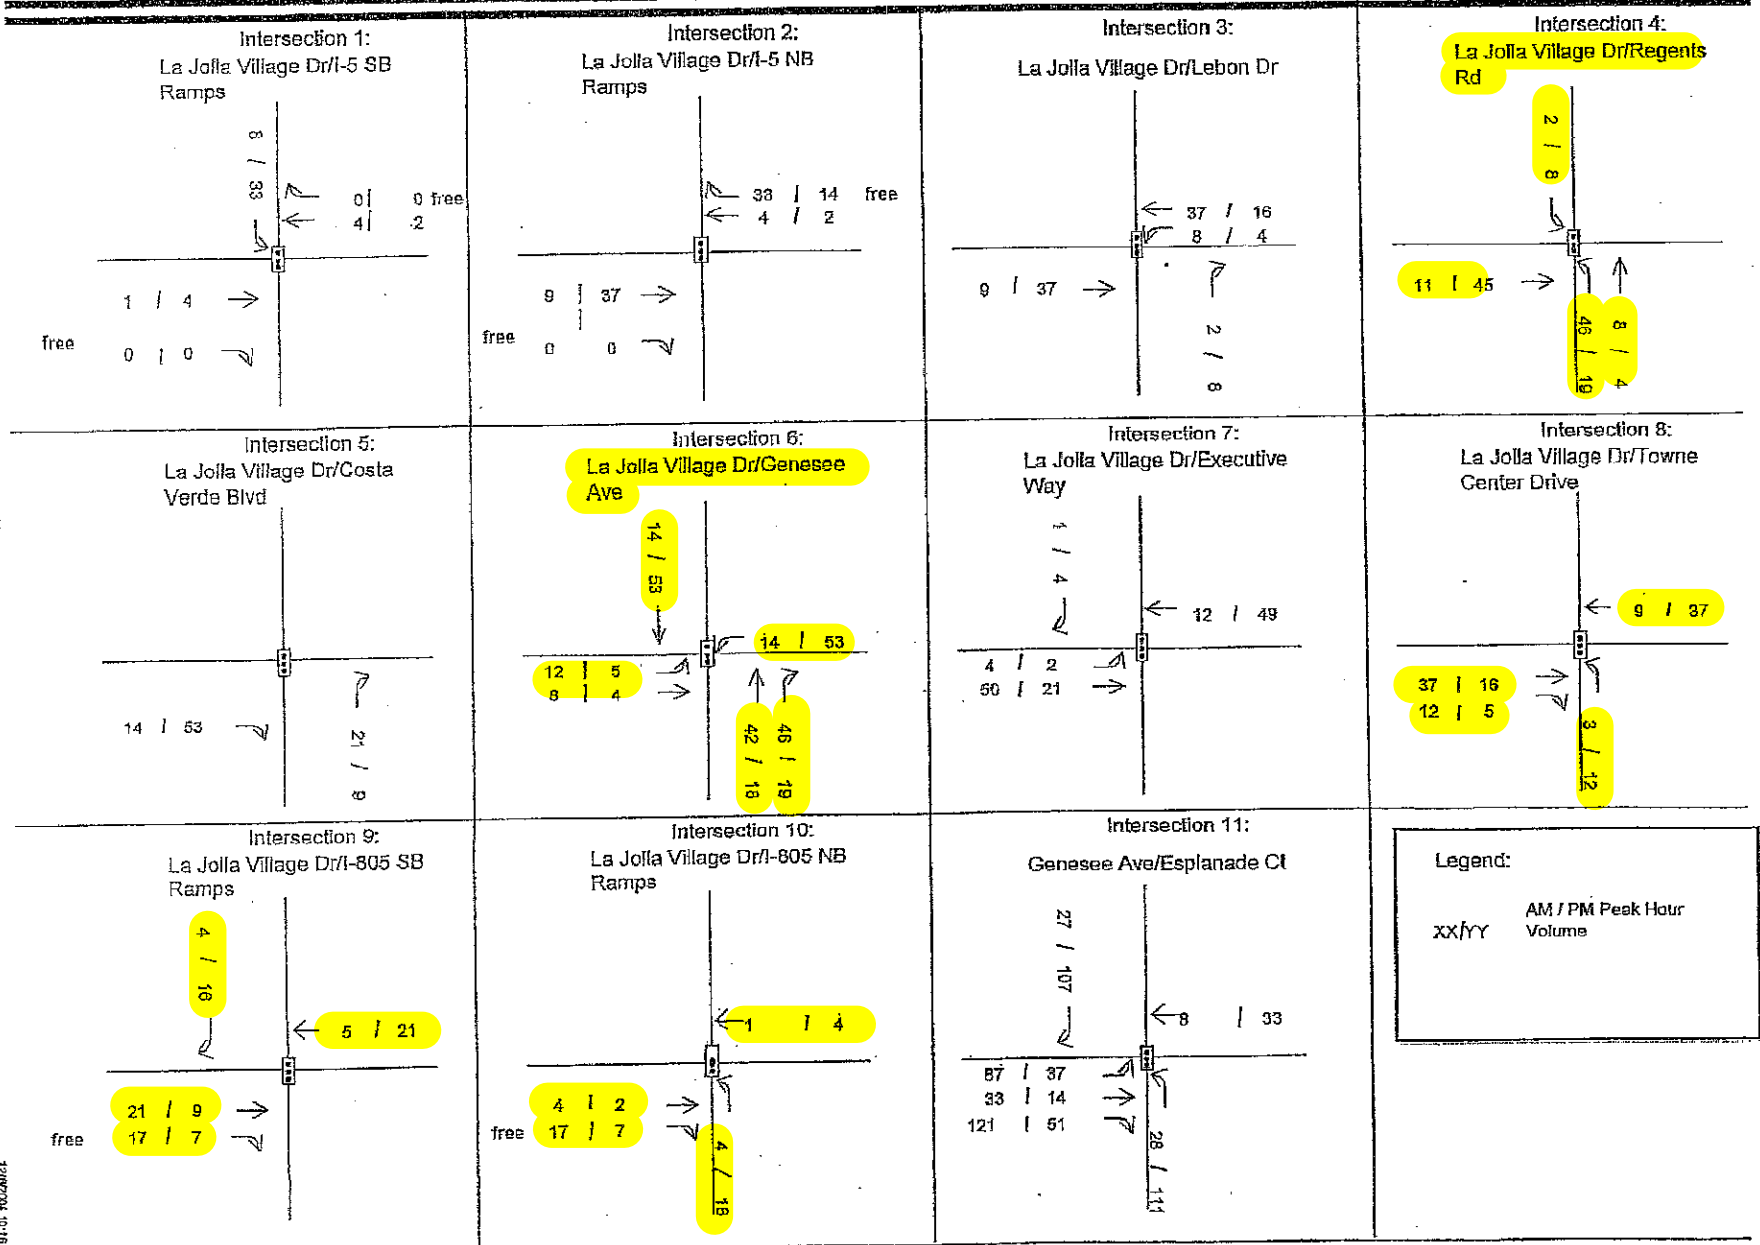 Intersection 1:
La Jolla Village Dr/I-5 SB
Ramps
8 / 33
0 | 0 free
4 | 2
1 / 4
free
0 | 0
Intersection 2:
La Jolla Village Dr/I-5 NB
Ramps
33 / 14 free
4 / 2
9 | 37
free
0 0
Intersection 3:
La Jolla Village Dr/Lebon Dr
37 / 16
8 / 4
9 / 37
2 / 8
Intersection 4:
La Jolla Village Dr/Regents
Rd
2 / 8
11 / 45
46 / 19
8 / 4
Intersection 5:
La Jolla Village Dr/Costa
Verde Blvd
14 / 53
21 / 9
Intersection 6:
La Jolla Village Dr/Genesee
Ave
14 / 53
14 / 53
12 | 5
8 | 4
42 / 18
46 / 19
Intersection 7:
La Jolla Village Dr/Executive
Way
1 / 4
12 / 49
4 / 2
50 / 21
Intersection 8:
La Jolla Village Dr/Towne
Center Drive
9 / 37
37 | 16
12 | 5
3 / 12
Intersection 9:
La Jolla Village Dr/I-805 SB
Ramps
4 / 16
5 / 21
21 / 9
free 17 / 7
Intersection 10:
La Jolla Village Dr/I-805 NB
Ramps
1 / 4
4 / 2
free 17 / 7
4 / 18
Intersection 11:
Genesee Ave/Esplanade Ct
27 / 107
8 / 33
87 / 37
33 | 14
121 | 51
28 / 111
Legend:
AM / PM Peak Hour
XX/YY Volume